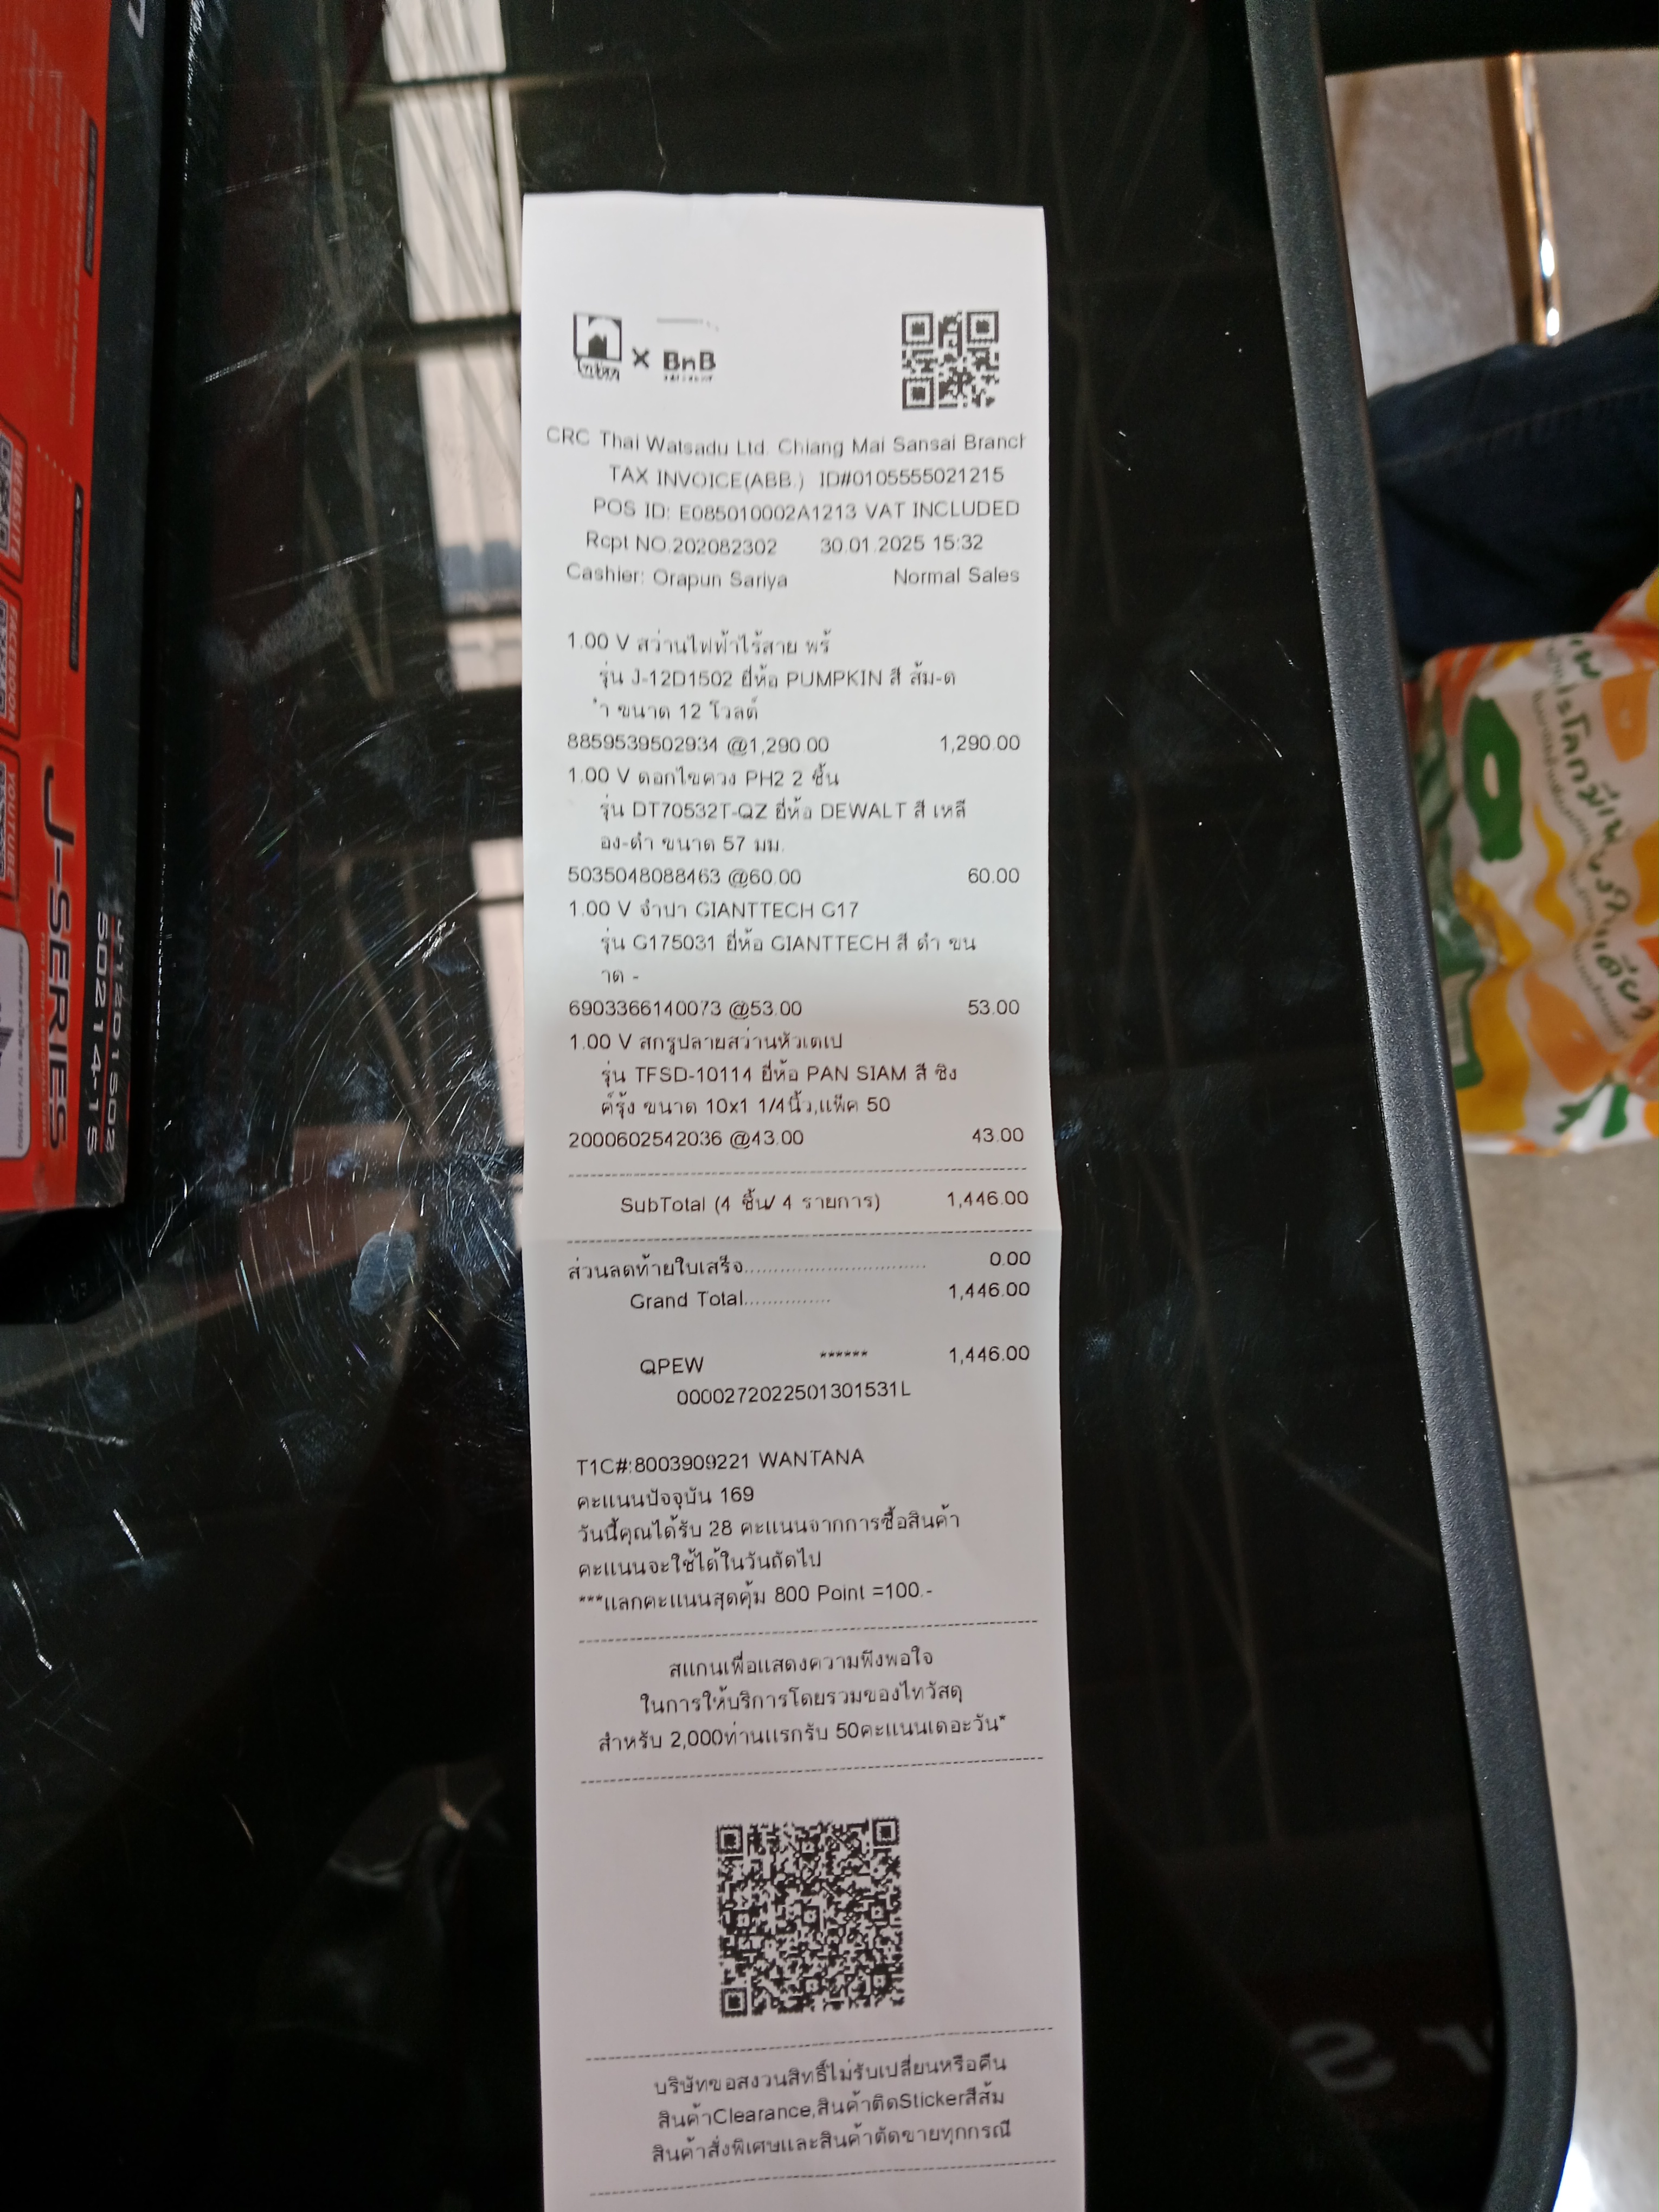 ไทวัสดุ x BnB
CRC Thai Watsadu Ltd. Chiang Mai Sansai Branch
TAX INVOICE(ABB.) ID#0105555021215
POS ID: E085010002A1213 VAT INCLUDED
Rcpt NO.202082302 30.01.2025 15:32
Cashier: Orapun Sariya Normal Sales
1.00 V สว่านไฟฟ้าไร้สาย พร้
รุ่น J-12D1502 ยี่ห้อ PUMPKIN สี ส้ม-ด
ำ ขนาด 12 โวลต์
8859539502934 @1,290.00 1,290.00
1.00 V ดอกไขควง PH2 2 ชิ้น
รุ่น DT70532T-QZ ยี่ห้อ DEWALT สี เหลื
อง-ดำ ขนาด 57 มม.
5035048088463 @60.00 60.00
1.00 V จำปา GIANTTECH G17
รุ่น G175031 ยี่ห้อ GIANTTECH สี ดำ ขน
าด -
6903366140073 @53.00 53.00
1.00 V สกรูปลายสว่านหัวเตเป
รุ่น TFSD-10114 ยี่ห้อ PAN SIAM สี ซิง
ค์รุ้ง ขนาด 10x1 1/4นิ้ว,แพ็ค 50
2000602542036 @43.00 43.00
SubTotal (4 ชิ้น/ 4 รายการ) 1,446.00
ส่วนลดท้ายใบเสร็จ.............................. 0.00
Grand Total............... 1,446.00
QPEW ****** 1,446.00
0000272022501301531L
T1C#:8003909221 WANTANA
คะแนนปัจจุบัน 169
วันนี้คุณได้รับ 28 คะแนนจากการซื้อสินค้า
คะแนนจะใช้ได้ในวันถัดไป
***แลกคะแนนสุดคุ้ม 800 Point =100.-
สแกนเพื่อแสดงความพึงพอใจ
ในการให้บริการโดยรวมของไทวัสดุ
สำหรับ 2,000ท่านแรกรับ 50คะแนนเดอะวัน*
บริษัทขอสงวนสิทธิ์ไม่รับเปลี่ยนหรือคืน
สินค้าClearance,สินค้าติดStickerสีส้ม
สินค้าสั่งพิเศษและสินค้าตัดขายทุกกรณี
J-SERIES
J-12D1502
50214-15
WEBSITE
FACEBOOK
YOUTUBE